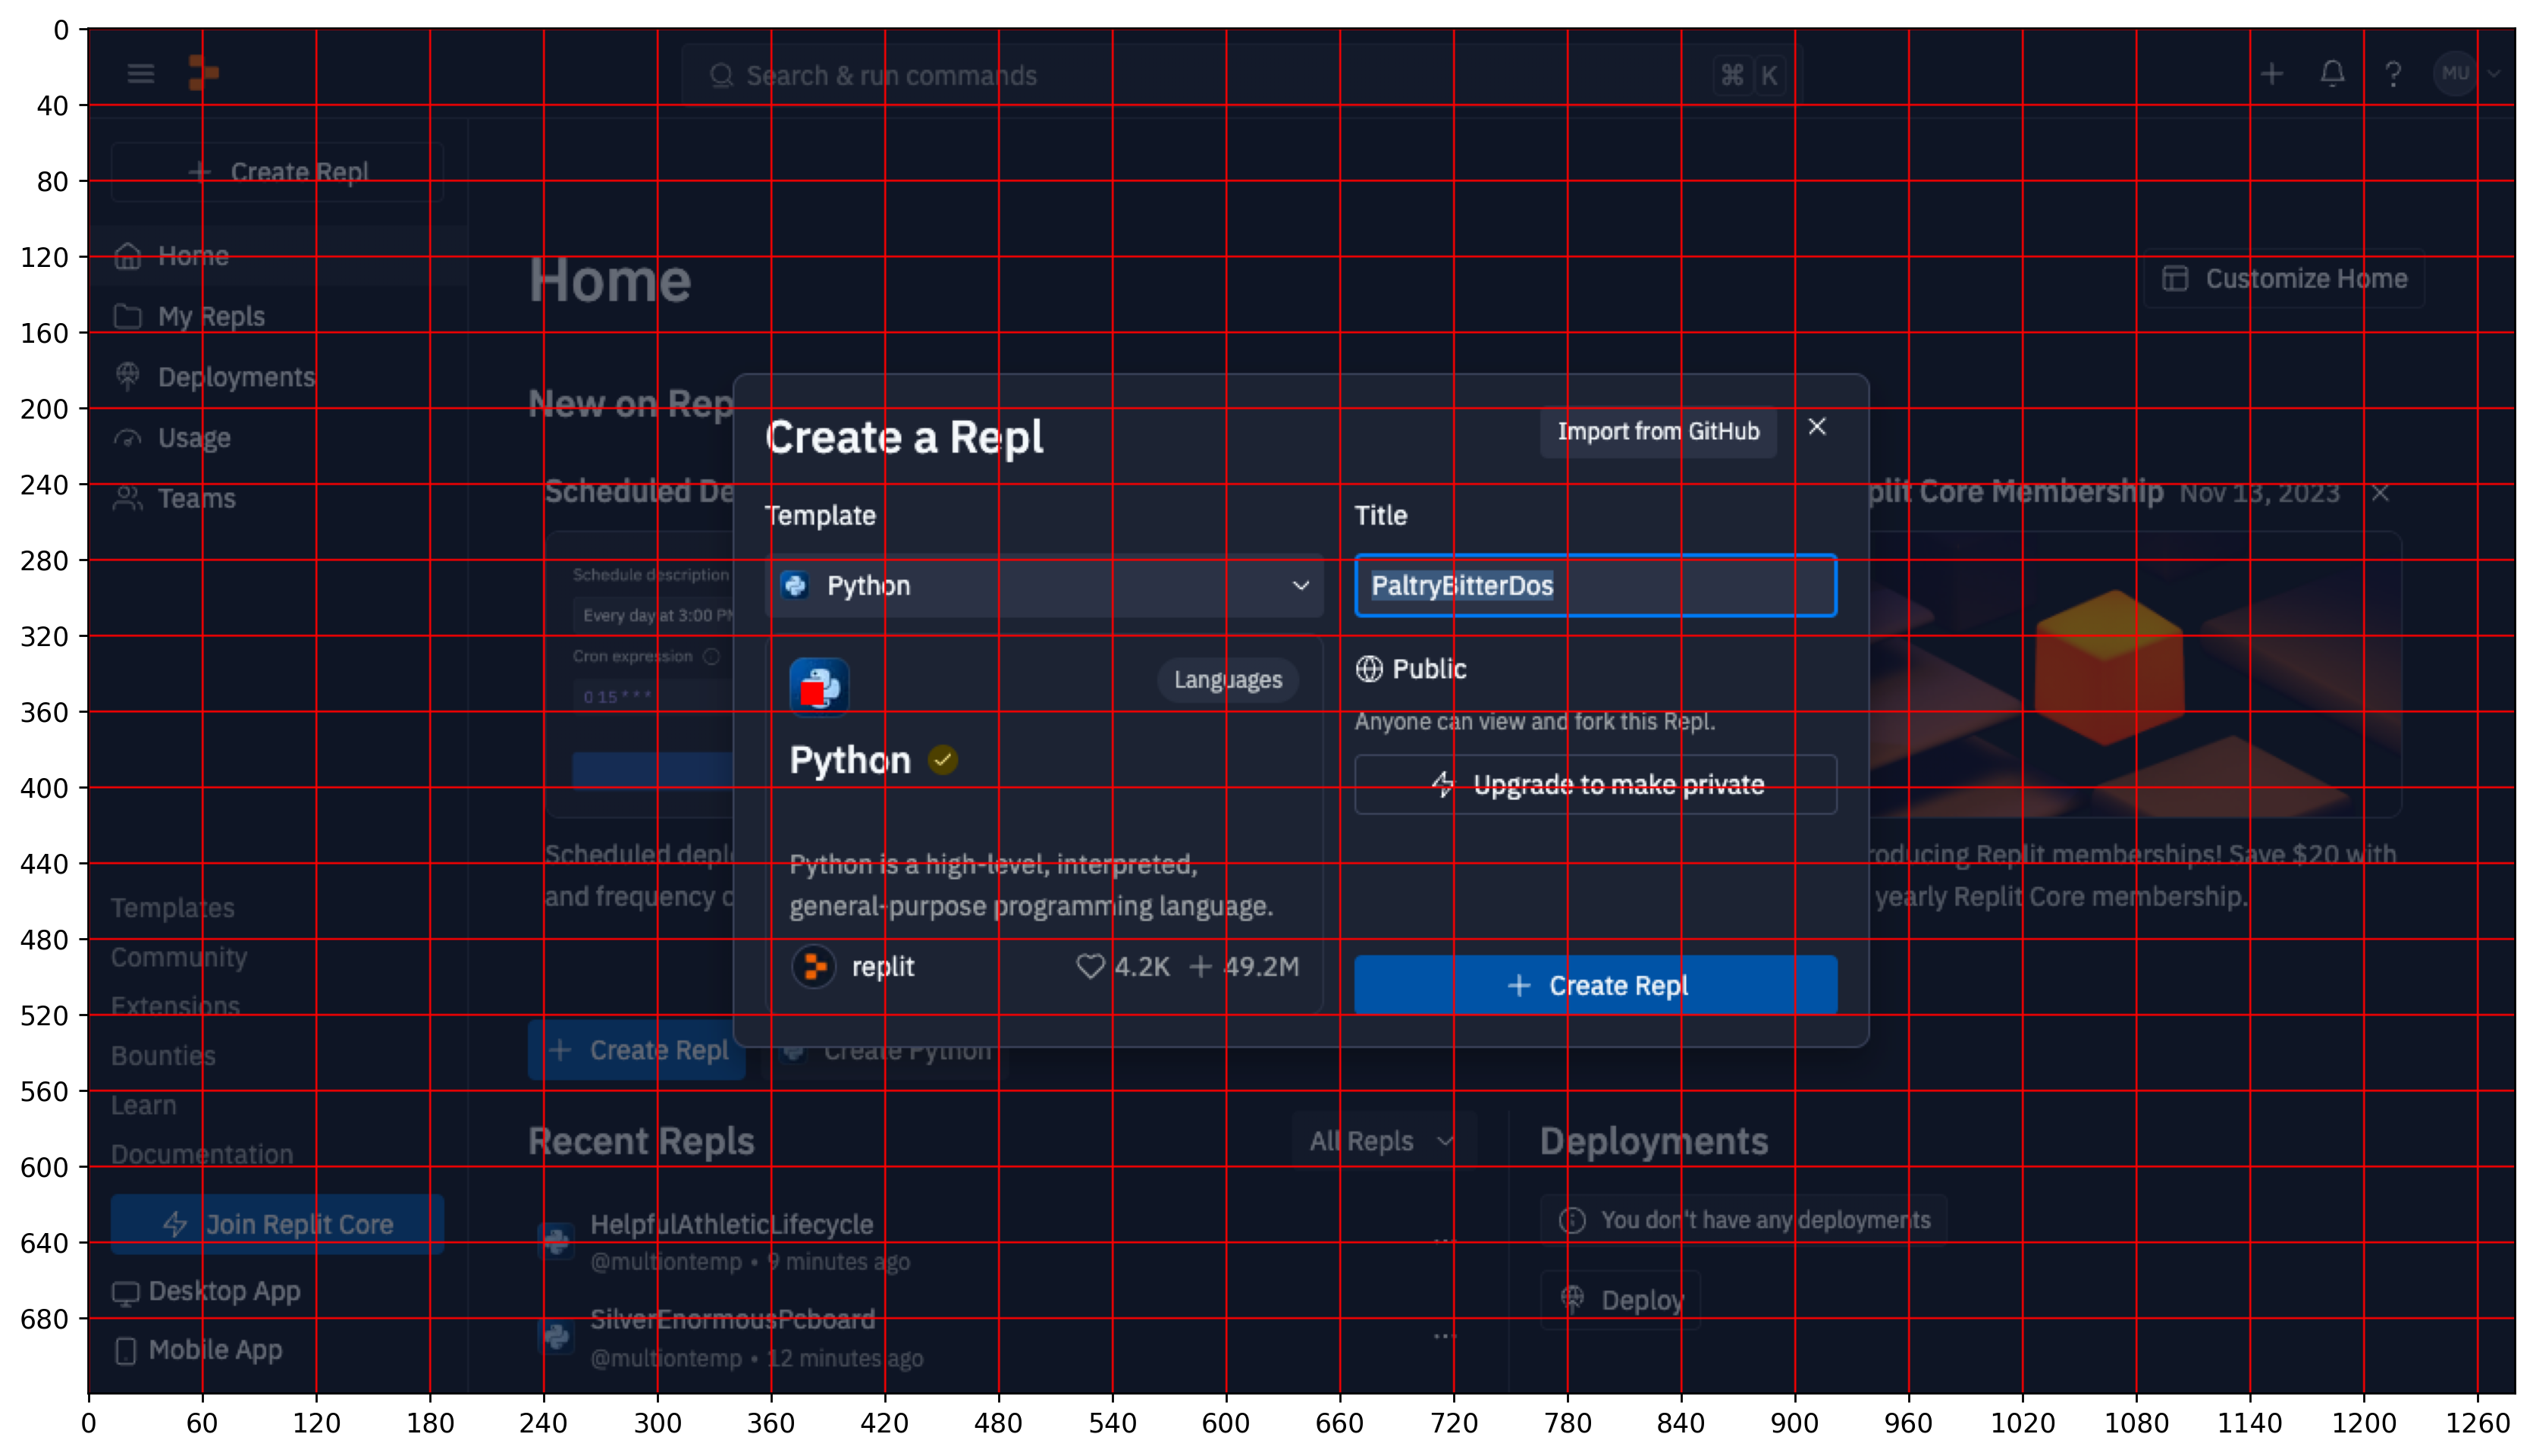 0
40
80
120
160
200
240
280
320
360
400
440
480
520
560
600
640
680
Search & run commands
⌘ K
MU
Create Repl
Home
My Repls
Deployments
Usage
Teams
Templates
Community
Extensions
Bounties
Learn
Documentation
Join Replit Core
Desktop App
Mobile App
Home
Customize Home
New on Rep
Scheduled De
Schedule description
Every day at 3:00 PM
Cron expression
0 15 * * *
Scheduled depl
and frequency
Create a Repl
Import from GitHub
Template
Python
Languages
Python
Python is a high-level, interpreted,
general-purpose programming language.
replit
4.2K
49.2M
Title
PaltryBitterDos
Public
Anyone can view and fork this Repl.
Upgrade to make private
Create Repl
plit Core Membership Nov 13, 2023
roducing Replit memberships! Save $20 with
yearly Replit Core membership.
Create Repl
Create Python
Recent Repls
All Repls
HelpfulAthleticLifecycle
@multiontemp • 9 minutes ago
...
SilverEnormousPcboard
@multiontemp • 12 minutes ago
...
Deployments
You don't have any deployments
Deploy
0 60 120 180 240 300 360 420 480 540 600 660 720 780 840 900 960 1020 1080 1140 1200 1260